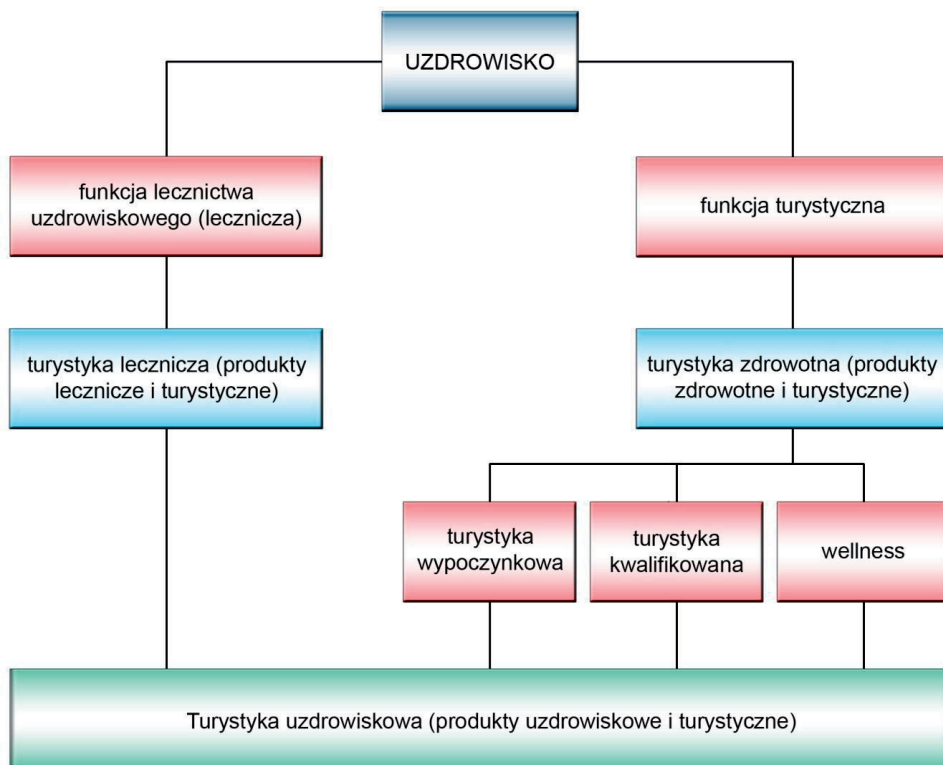 UZDROWISKO
funkcja lecznictwa
uzdrowiskowego (lecznicza)
funkcja turystyczna
turystyka lecznicza (produkty
lecznicze i turystyczne)
turystyka zdrowotna (produkty
zdrowotne i turystyczne)
turystyka
wypoczynkowa
turystyka
kwalifikowana
wellness
Turystyka uzdrowiskowa (produkty uzdrowiskowe i turystyczne)